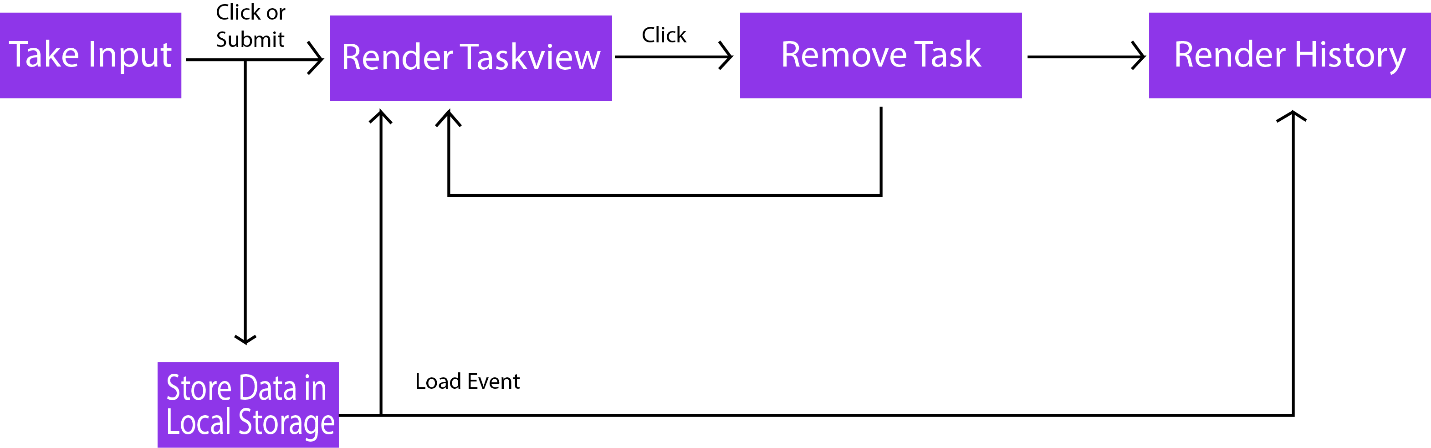 Take Input
Click or
Submit
Render Taskview
Click
Remove Task
Render History
Store Data in
Local Storage
Load Event